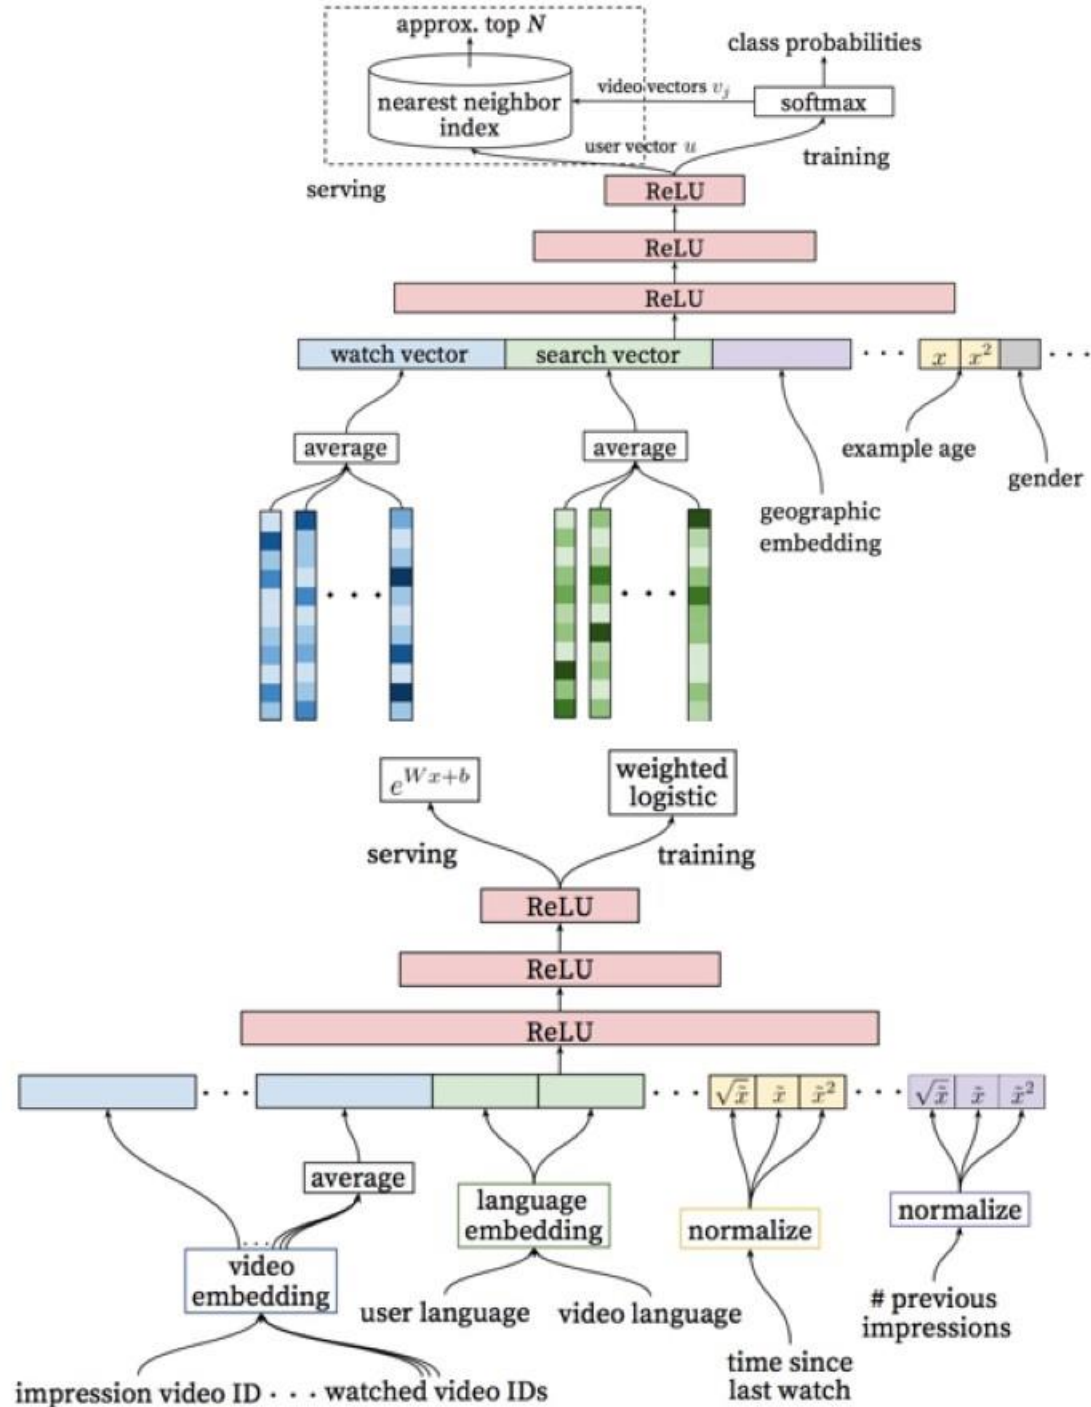 approx. top N
class probabilities
nearest neighbor
index
video vectors v_j
softmax
user vector u
training
serving
ReLU
ReLU
ReLU
watch vector
search vector
. . .
x
x²
. . .
average
average
example age
gender
geographic
embedding
. . .
. . .
e^{Wx+b}
weighted
logistic
serving
training
ReLU
ReLU
ReLU
. . .
. . .
√x̃
x̃
x̃²
. . .
√x̃
x̃
x̃²
average
language
embedding
normalize
normalize
. . .
video
embedding
user language
video language
# previous
impressions
time since
last watch
impression video ID . . . watched video IDs